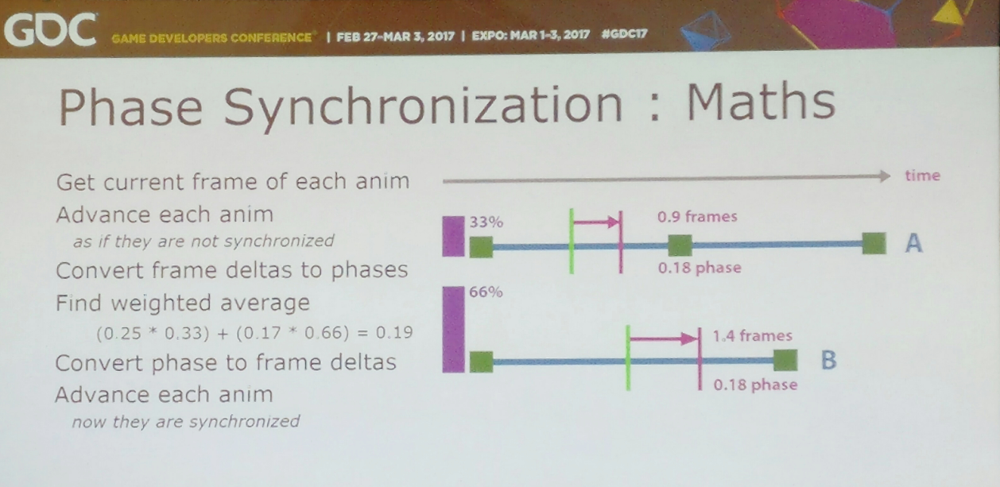 GDC GAME DEVELOPERS CONFERENCE® | FEB 27-MAR 3, 2017 | EXPO: MAR 1-3, 2017 #GDC17
Phase Synchronization : Maths
Get current frame of each anim
Advance each anim
as if they are not synchronized
Convert frame deltas to phases
Find weighted average
(0.25 * 0.33) + (0.17 * 0.66) = 0.19
Convert phase to frame deltas
Advance each anim
now they are synchronized
time
33%
0.9 frames
A
0.18 phase
66%
1.4 frames
B
0.18 phase